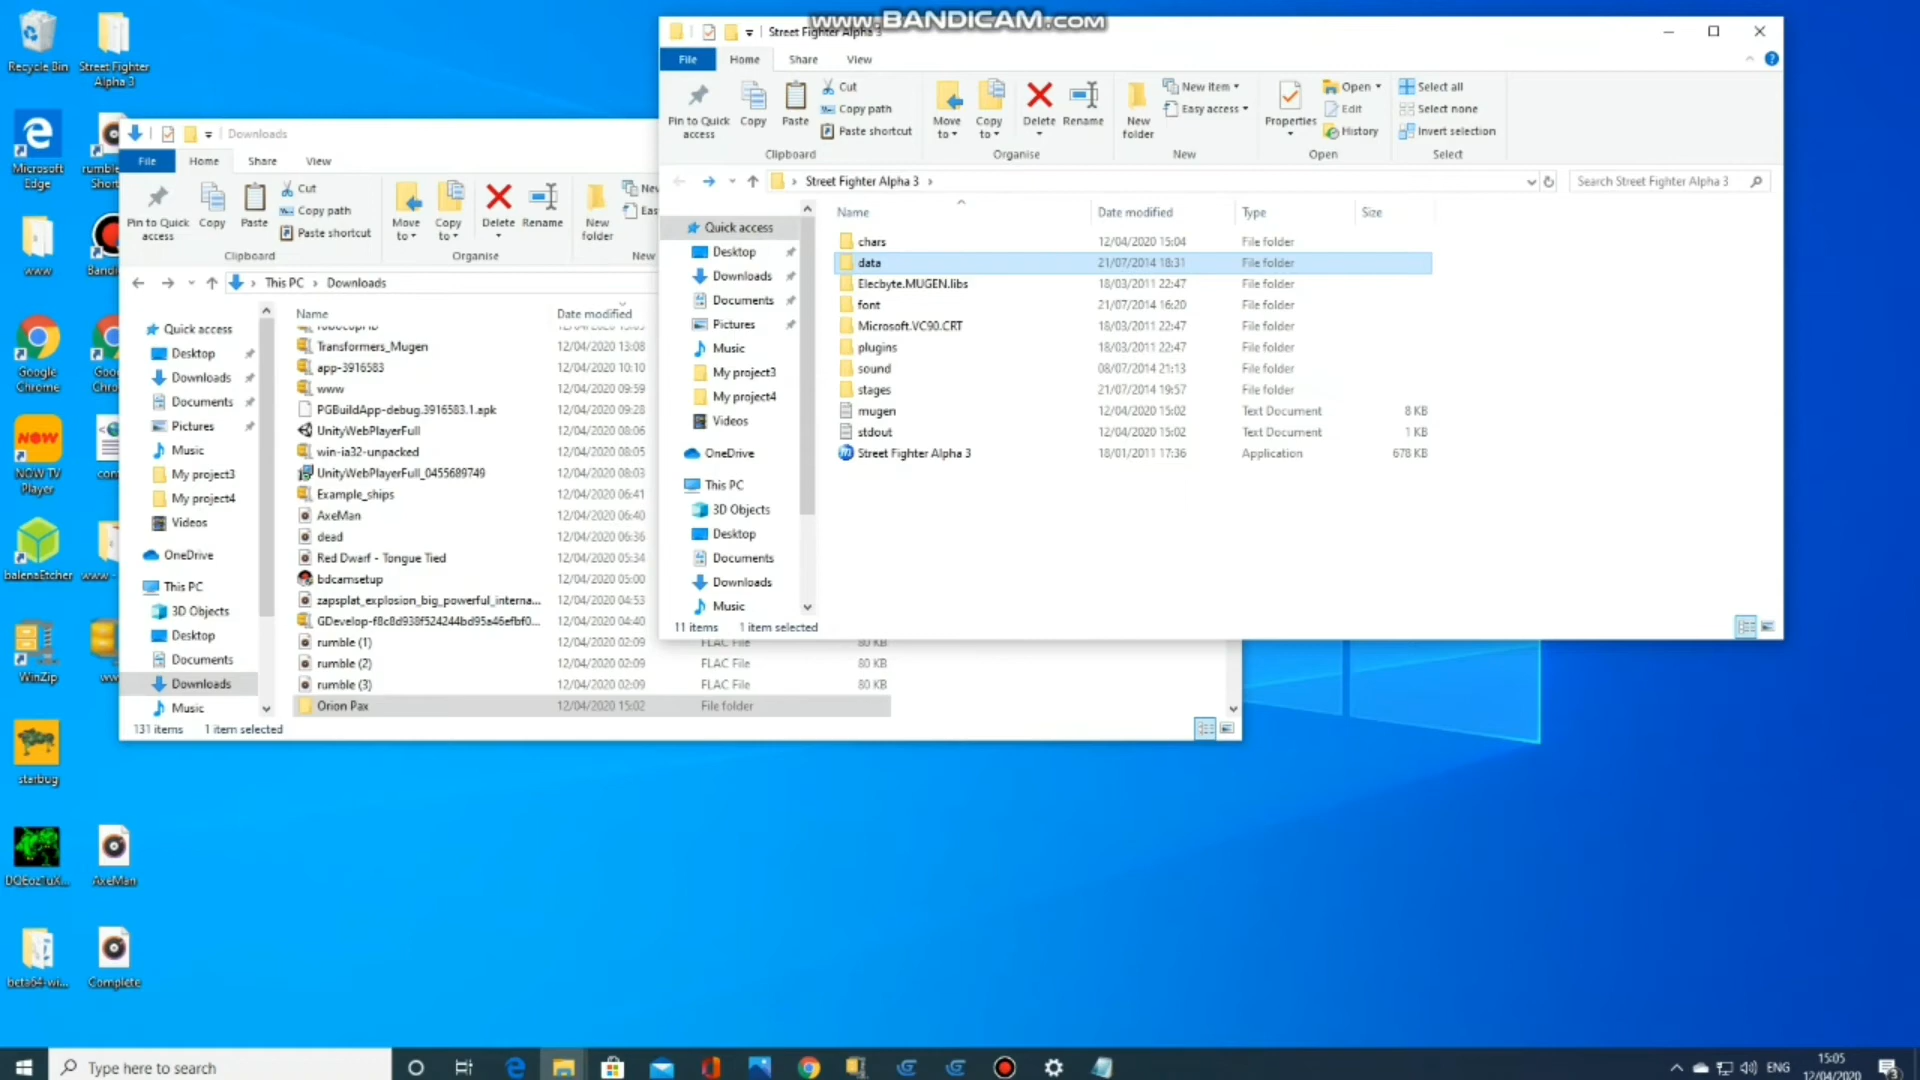 www.BANDICAM.com
Recycle Bin
Street Fighter
Alpha 3
Microsoft
Edge
www
Google
Chrome
NOW TV
Player
balenaEtcher
WinZip
starbug
AxeMan
beta64-wi...
Complete
Downloads
File
Home
Share
View
Pin to Quick
access
Copy
Paste
Cut
Copy path
Paste shortcut
Clipboard
Move
to
Copy
to
Delete
Rename
Organise
New
folder
New
This PC
Downloads
Quick access
Desktop
Downloads
Documents
Pictures
Music
My project3
My project4
Videos
OneDrive
This PC
3D Objects
Desktop
Documents
Downloads
Music
Name Date modified
Transformers_Mugen 12/04/2020 13:08
app-3916583 12/04/2020 10:10
www 12/04/2020 09:59
PGBuildApp-debug.3916583.1.apk 12/04/2020 09:28
UnityWebPlayerFull 12/04/2020 08:06
win-ia32-unpacked 12/04/2020 08:05
UnityWebPlayerFull_0455689749 12/04/2020 08:03
Example_ships 12/04/2020 06:41
AxeMan 12/04/2020 06:40
dead 12/04/2020 06:36
Red Dwarf - Tongue Tied 12/04/2020 05:34
bdcamsetup 12/04/2020 05:00
zapsplat_explosion_big_powerful_interna... 12/04/2020 04:53
GDevelop-f8c8d938f524244bd95a46efbf0... 12/04/2020 04:40
rumble (1) 12/04/2020 02:09 FLAC File 80 KB
rumble (2) 12/04/2020 02:09 FLAC File 80 KB
rumble (3) 12/04/2020 02:09 FLAC File 80 KB
Orion Pax 12/04/2020 15:02 File folder
131 items 1 item selected
Street Fighter Alpha 3
File
Home
Share
View
Pin to Quick
access
Copy
Paste
Cut
Copy path
Paste shortcut
Clipboard
Move
to
Copy
to
Delete
Rename
Organise
New
folder
New item
Easy access
New
Properties
Open
Edit
History
Open
Select all
Select none
Invert selection
Select
Street Fighter Alpha 3
Search Street Fighter Alpha 3
Quick access
Desktop
Downloads
Documents
Pictures
Music
My project3
My project4
Videos
OneDrive
This PC
3D Objects
Desktop
Documents
Downloads
Music
Name Date modified Type Size
chars 12/04/2020 15:04 File folder
data 21/07/2014 18:31 File folder
Elecbyte.MUGEN.libs 18/03/2011 22:47 File folder
font 21/07/2014 16:20 File folder
Microsoft.VC90.CRT 18/03/2011 22:47 File folder
plugins 18/03/2011 22:47 File folder
sound 08/07/2014 21:13 File folder
stages 21/07/2014 19:57 File folder
mugen 12/04/2020 15:02 Text Document 8 KB
stdout 12/04/2020 15:02 Text Document 1 KB
Street Fighter Alpha 3 18/01/2011 17:36 Application 678 KB
11 items 1 item selected
Type here to search
ENG
15:05
12/04/2020